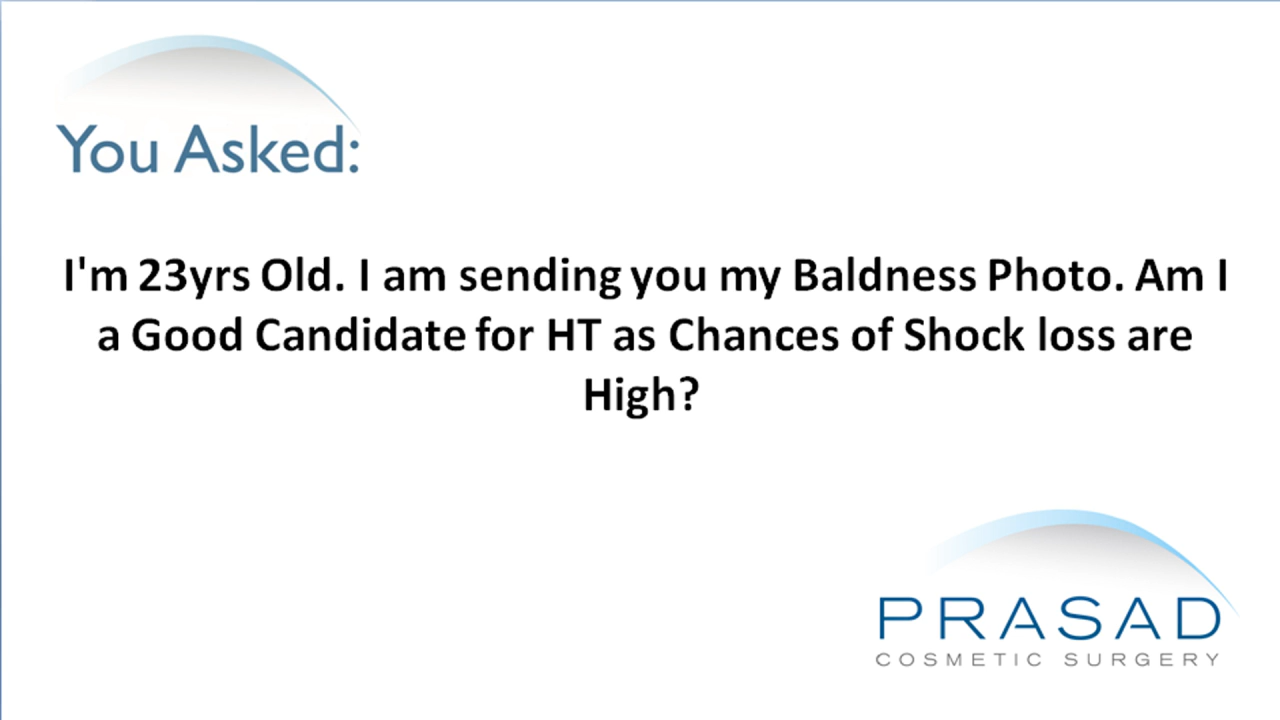 You Asked:
I'm 23yrs Old. I am sending you my Baldness Photo. Am I
a Good Candidate for HT as Chances of Shock loss are
High?
PRASAD
COSMETIC SURGERY